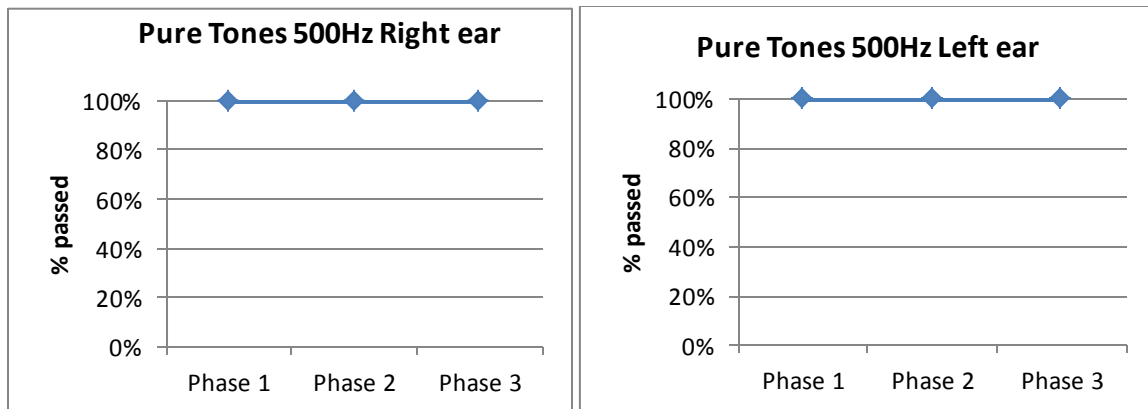 Pure Tones 500Hz Right ear
% passed
100%
80%
60%
40%
20%
0%
Phase 1 Phase 2 Phase 3
Pure Tones 500Hz Left ear
% passed
100%
80%
60%
40%
20%
0%
Phase 1 Phase 2 Phase 3